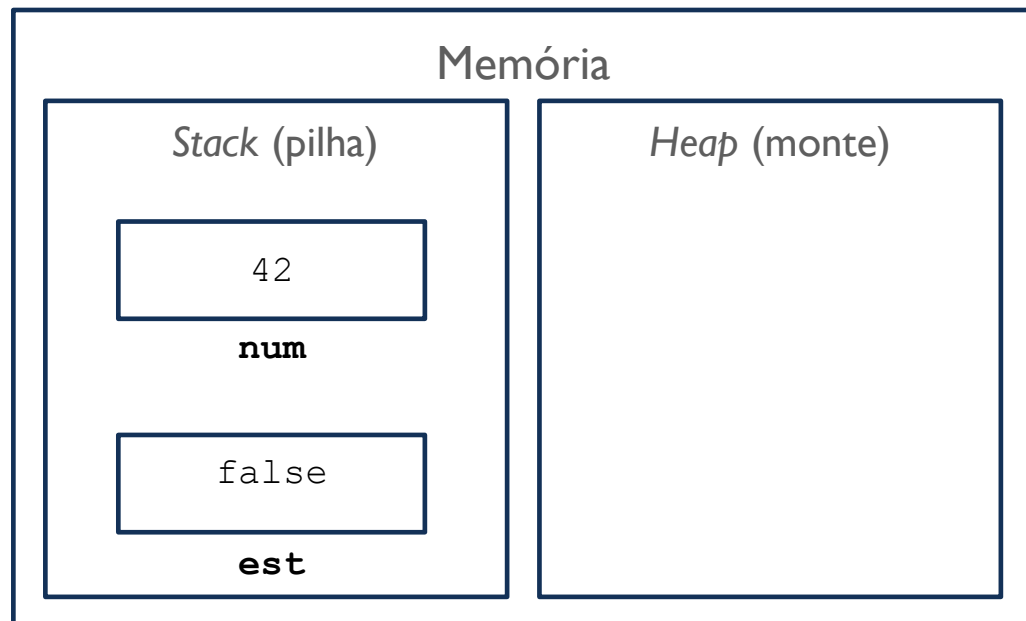 Memória
Stack (pilha)
42
num
false
est
Heap (monte)